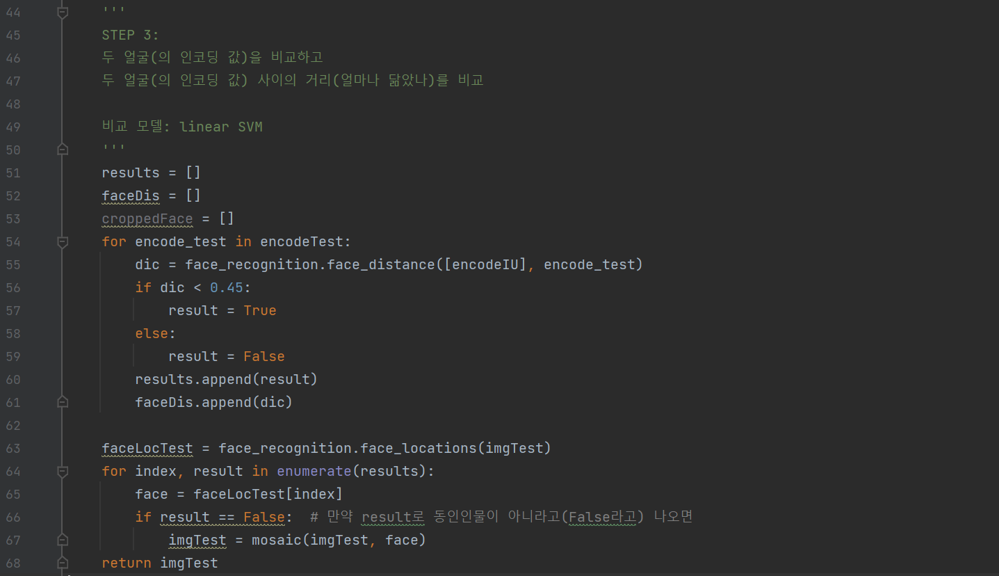 44 '''
45 STEP 3:
46 두 얼굴(의 인코딩 값)을 비교하고
47 두 얼굴(의 인코딩 값) 사이의 거리(얼마나 닮았나)를 비교
48
49 비교 모델: linear SVM
50 '''
51 results = []
52 faceDis = []
53 croppedFace = []
54 for encode_test in encodeTest:
55     dic = face_recognition.face_distance([encodeIU], encode_test)
56     if dic < 0.45:
57         result = True
58     else:
59         result = False
60     results.append(result)
61     faceDis.append(dic)
62
63 faceLocTest = face_recognition.face_locations(imgTest)
64 for index, result in enumerate(results):
65     face = faceLocTest[index]
66     if result == False:  # 만약 result로 동인인물이 아니라고(False라고) 나오면
67         imgTest = mosaic(imgTest, face)
68 return imgTest